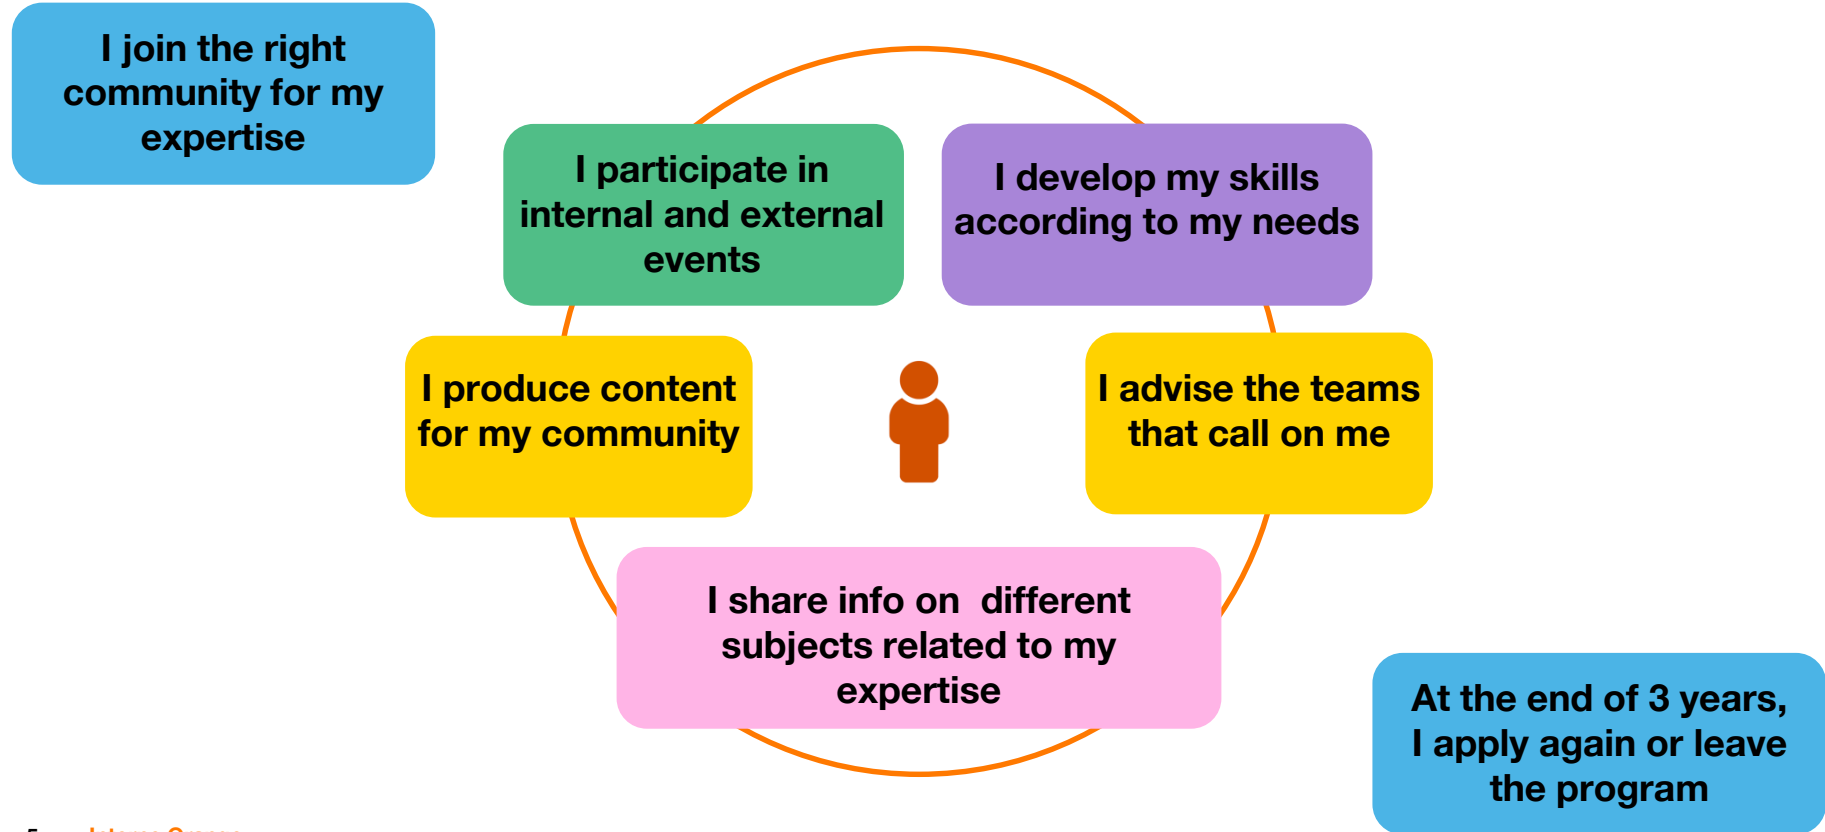 I join the right
community for my
expertise
I participate in
internal and external
events
I develop my skills
according to my needs
I produce content
for my community
I advise the teams
that call on me
I share info on  different
subjects related to my
expertise
At the end of 3 years,
I apply again or leave
the program